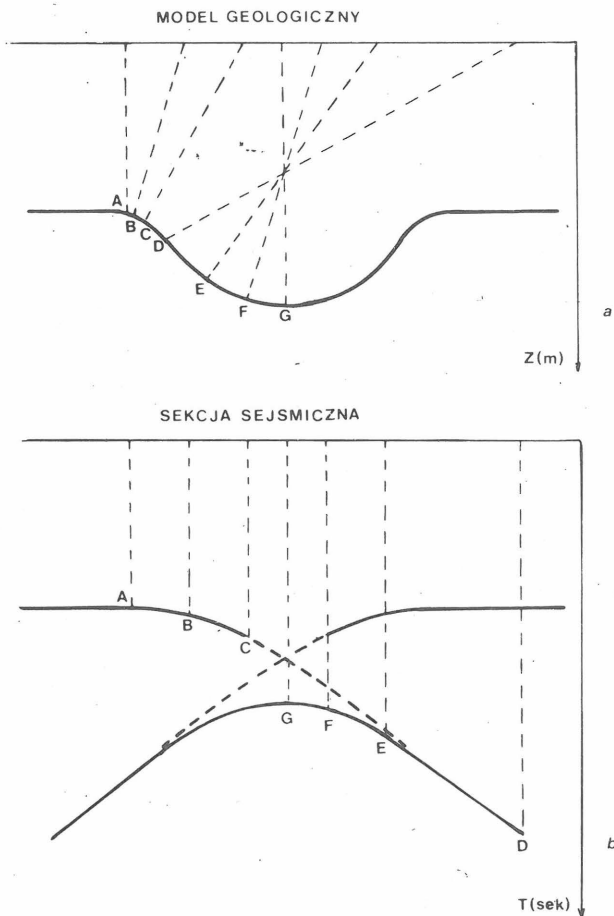 MODEL GEOLOGICZNY
A
B
C
D
E
F
G
a
Z(m)
SEKCJA SEJSMICZNA
A
B
C
G
F
E
D
b
T(sek)